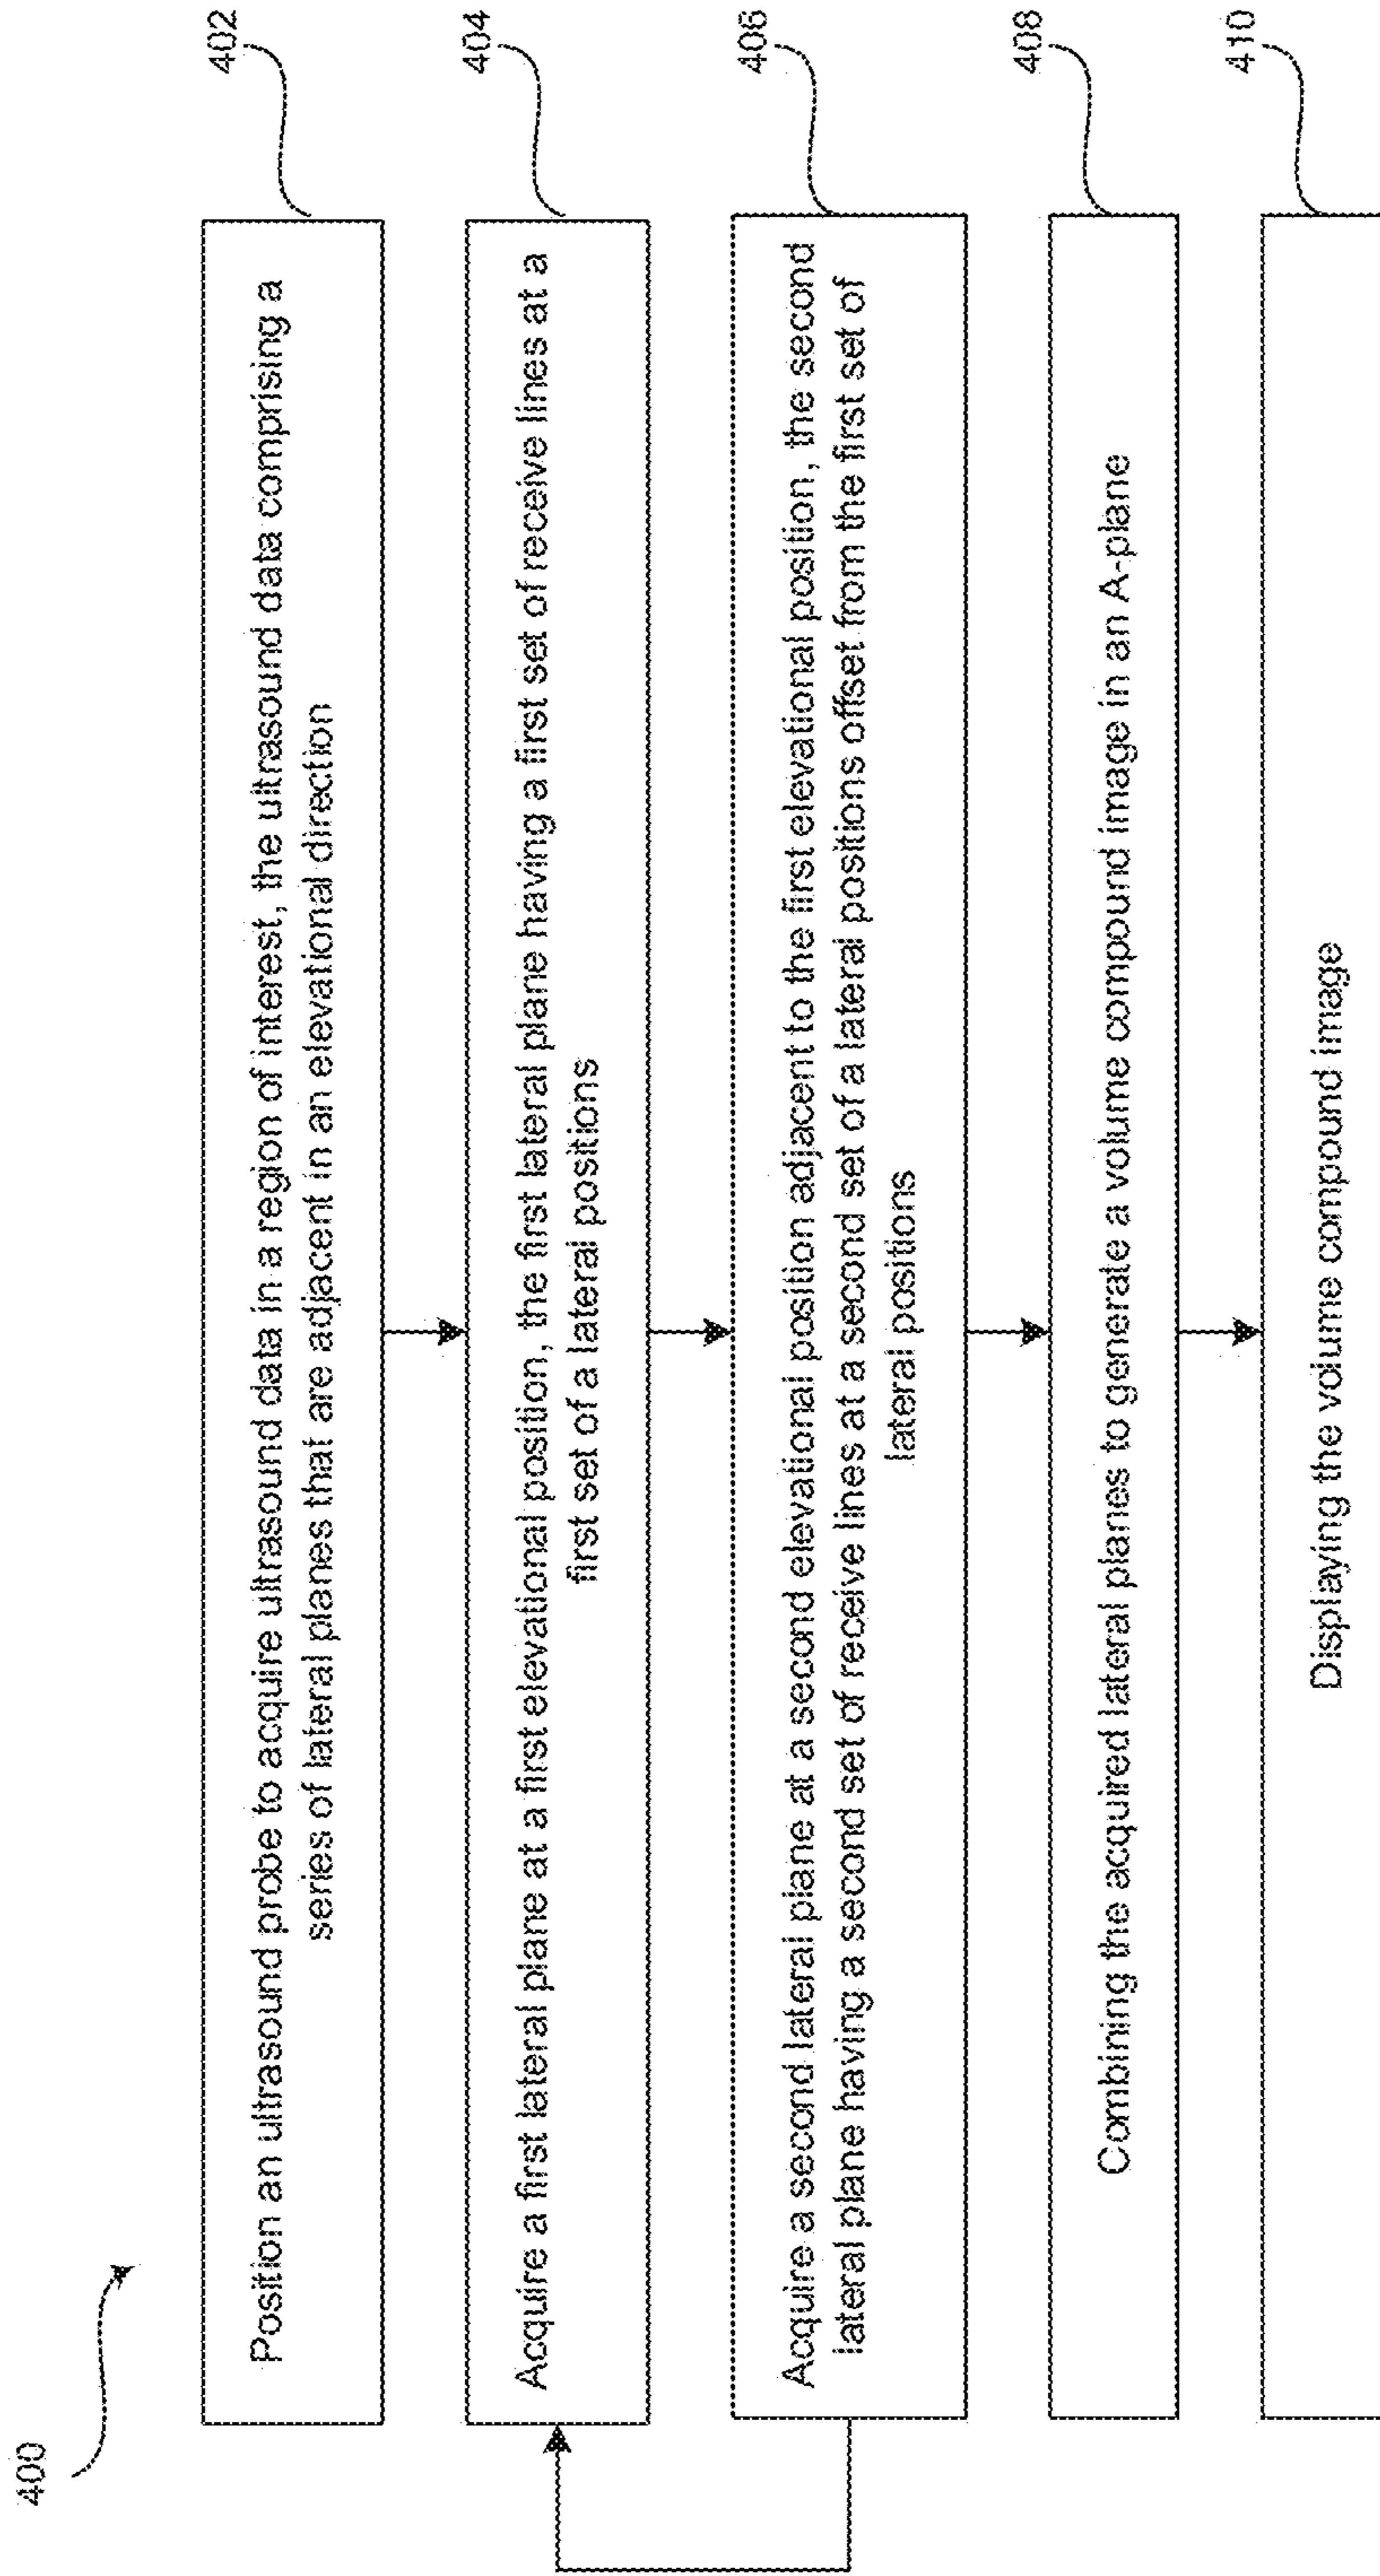 400
402
Position an ultrasound probe to acquire ultrasound data in a region of interest, the ultrasound data comprising a
series of lateral planes that are adjacent in an elevational direction
404
Acquire a first lateral plane at a first elevational position, the first lateral plane having a first set of receive lines at a
first set of a lateral positions
406
Acquire a second lateral plane at a second elevational position adjacent to the first elevational position, the second
lateral plane having a second set of receive lines at a second set of a lateral positions offset from the first set of
lateral positions
408
Combining the acquired lateral planes to generate a volume compound image in an A-plane
410
Displaying the volume compound image